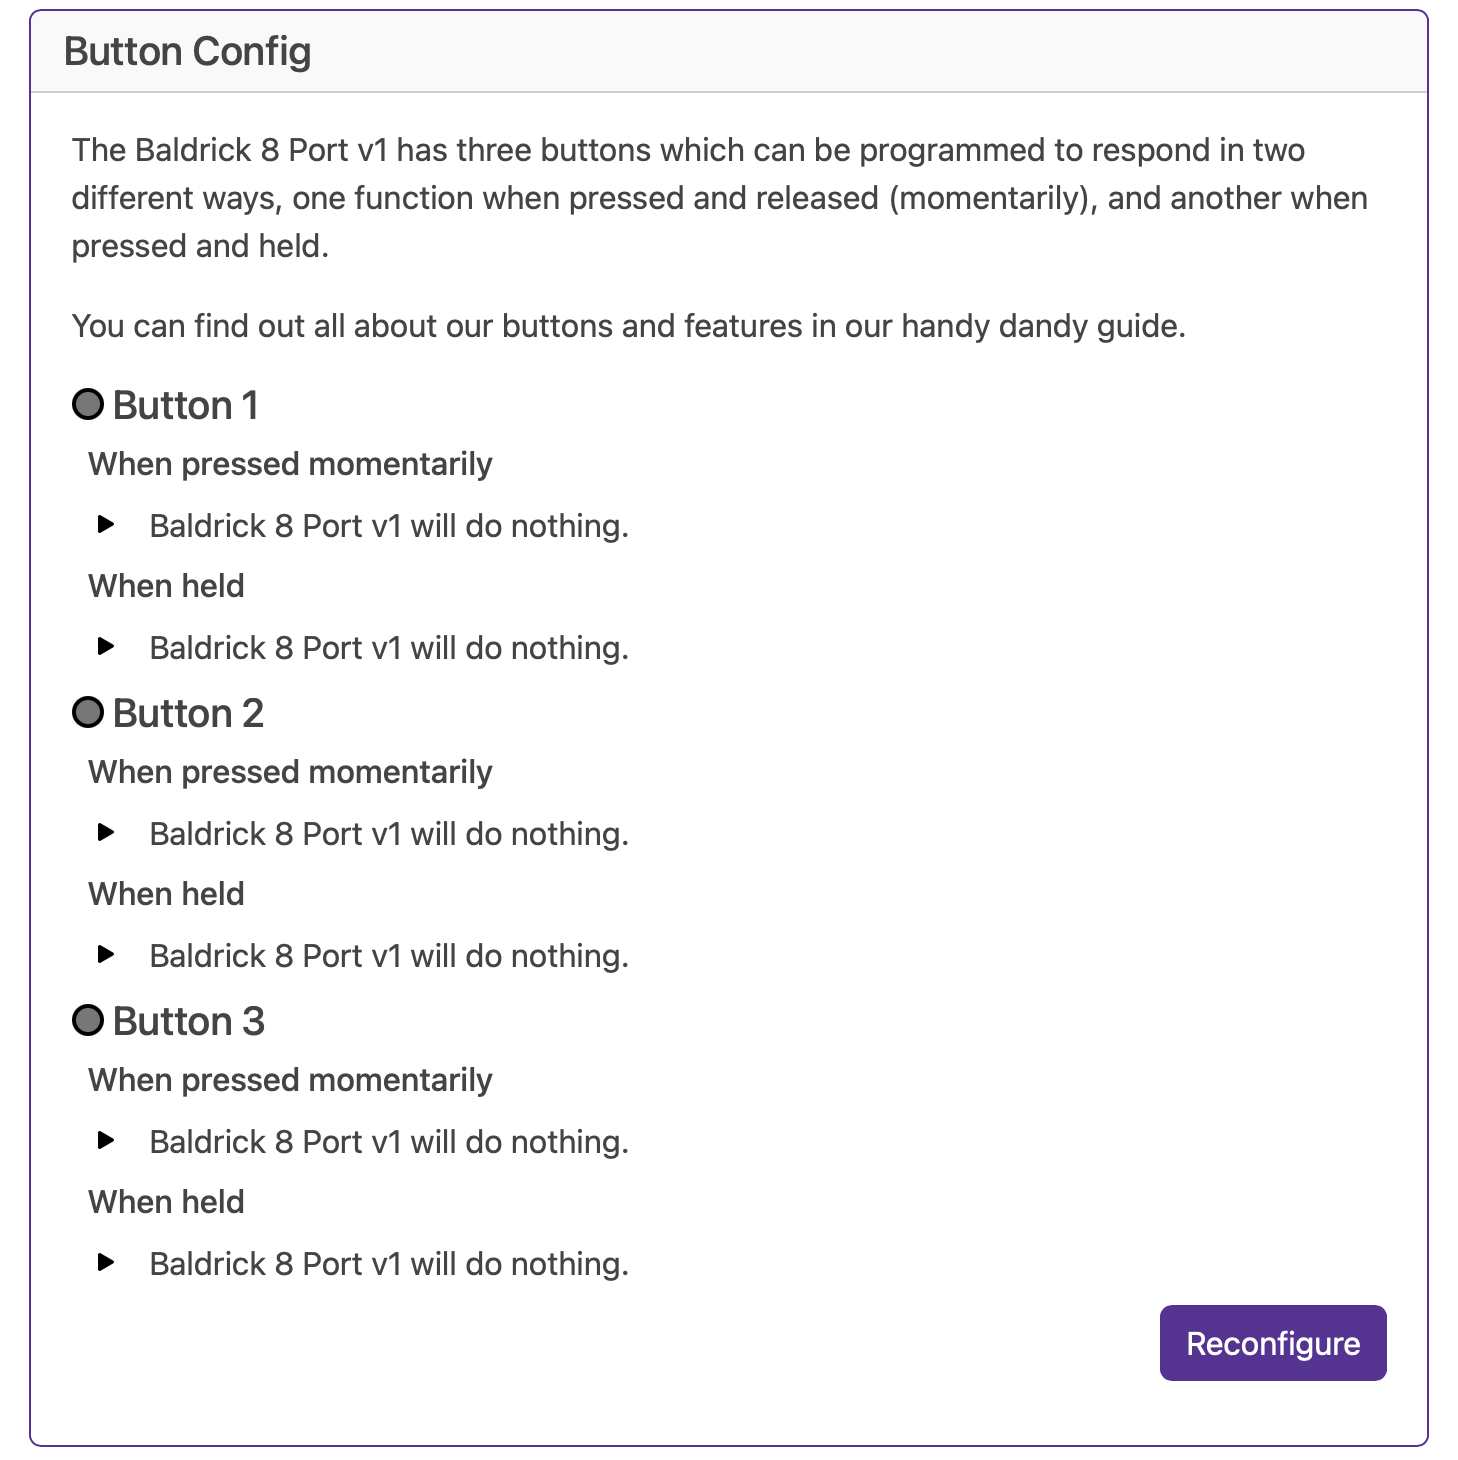 Button Config
The Baldrick 8 Port v1 has three buttons which can be programmed to respond in two
different ways, one function when pressed and released (momentarily), and another when
pressed and held.
You can find out all about our buttons and features in our handy dandy guide.
Button 1
When pressed momentarily
Baldrick 8 Port v1 will do nothing.
When held
Baldrick 8 Port v1 will do nothing.
Button 2
When pressed momentarily
Baldrick 8 Port v1 will do nothing.
When held
Baldrick 8 Port v1 will do nothing.
Button 3
When pressed momentarily
Baldrick 8 Port v1 will do nothing.
When held
Baldrick 8 Port v1 will do nothing.
Reconfigure